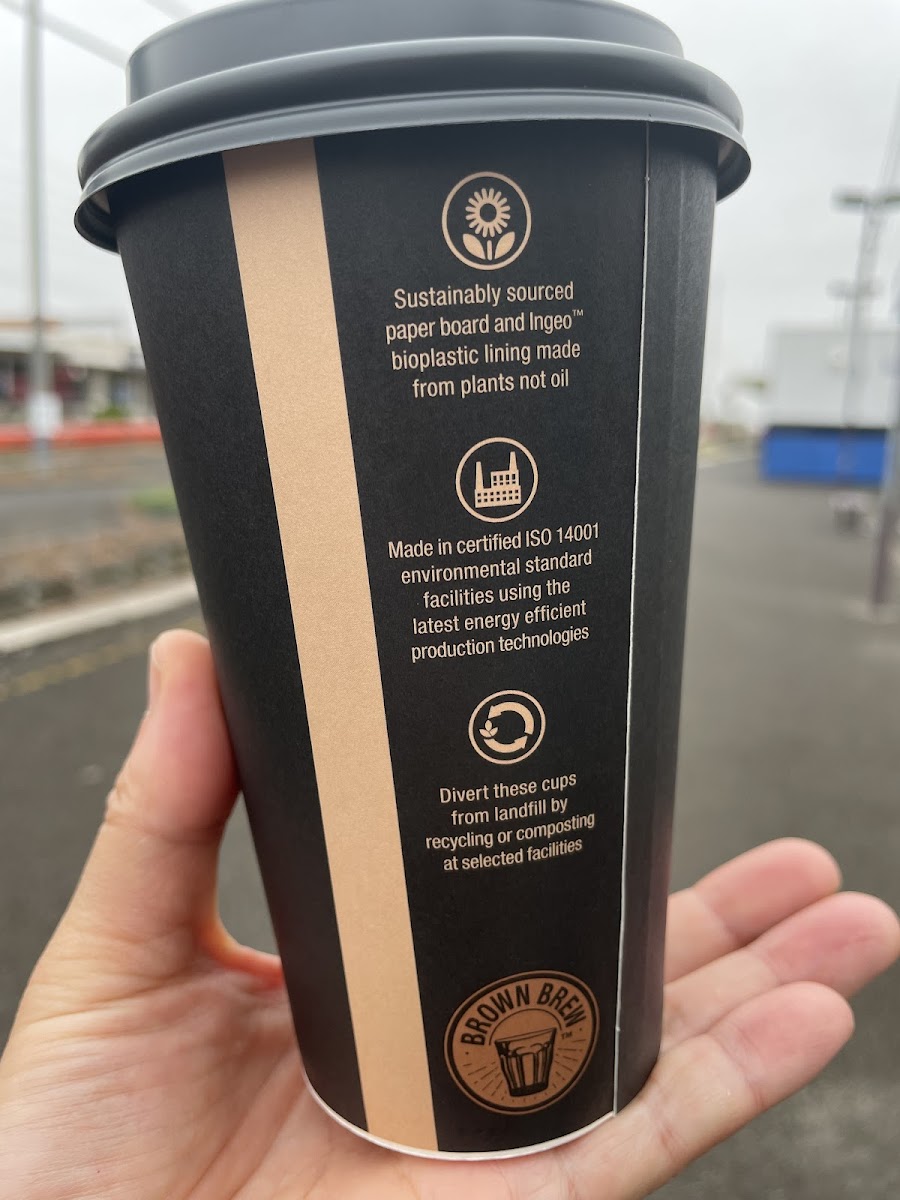 Sustainably sourced
paper board and Ingeo™
bioplastic lining made
from plants not oil
Made in certified ISO 14001
environmental standard
facilities using the
latest energy efficient
production technologies
Divert these cups
from landfill by
recycling or composting
at selected facilities
· BROWN BREW ·
™